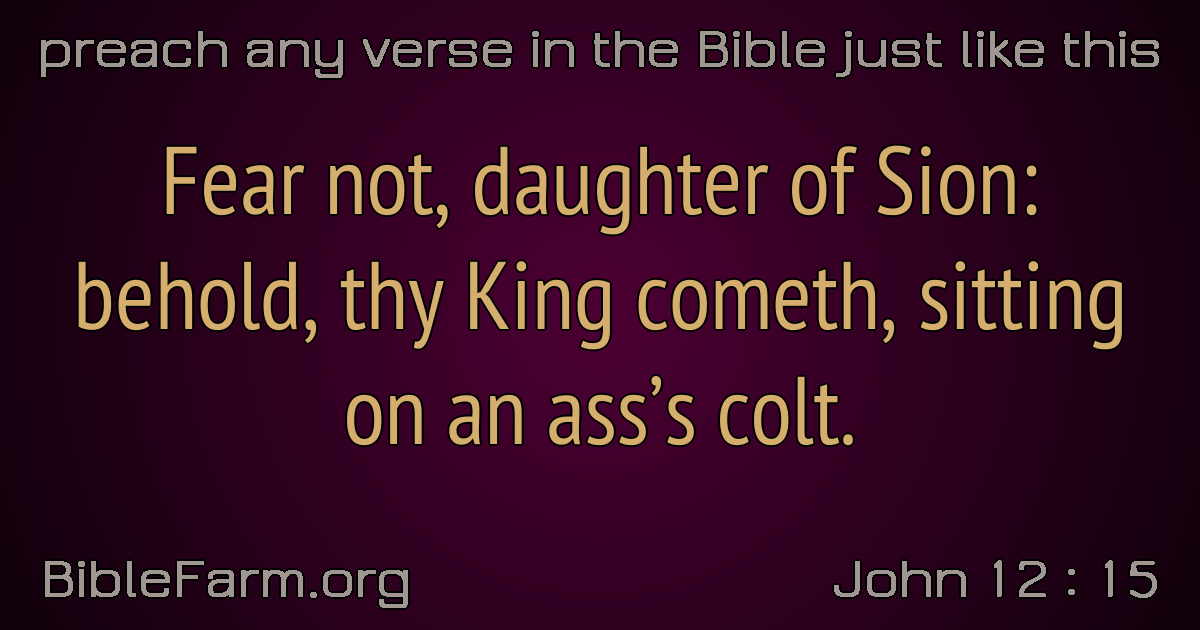 preach any verse in the Bible just like this
Fear not, daughter of Sion:
behold, thy King cometh, sitting
on an ass’s colt.
BibleFarm.org
John 12 : 15